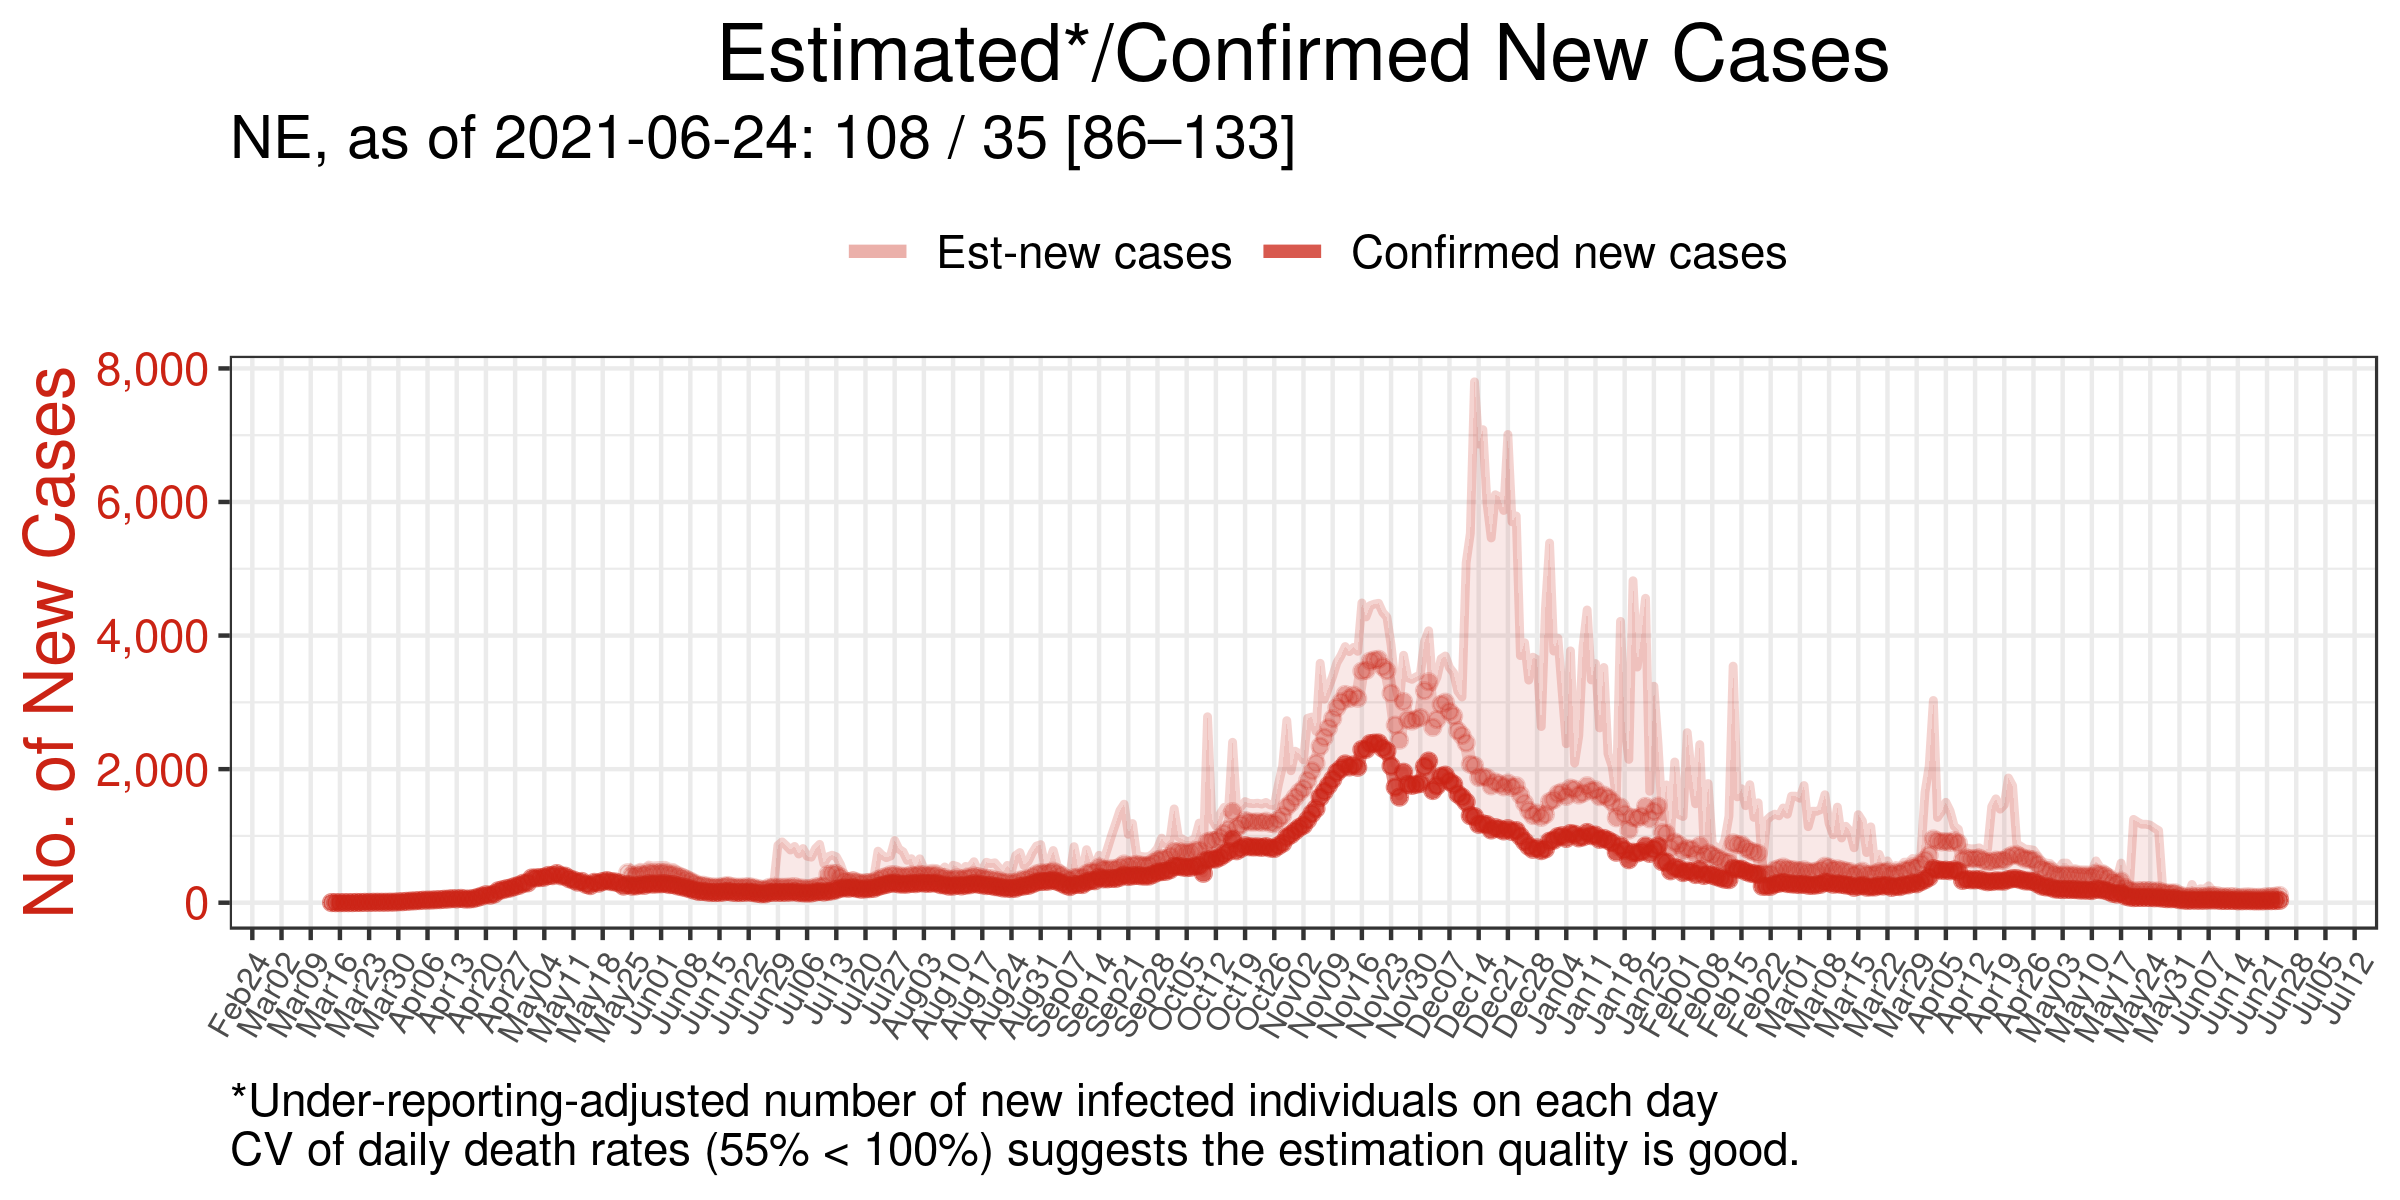 Estimated*/Confirmed New Cases
NE, as of 2021-06-24: 108 / 35 [86–133]
Est-new cases
Confirmed new cases
No. of New Cases
8,000
6,000
4,000
2,000
0
Feb24
Mar02
Mar09
Mar16
Mar23
Mar30
Apr06
Apr13
Apr20
Apr27
May04
May11
May18
May25
Jun01
Jun08
Jun15
Jun22
Jun29
Jul06
Jul13
Jul20
Jul27
Aug03
Aug10
Aug17
Aug24
Aug31
Sep07
Sep14
Sep21
Sep28
Oct05
Oct12
Oct19
Oct26
Nov02
Nov09
Nov16
Nov23
Nov30
Dec07
Dec14
Dec21
Dec28
Jan04
Jan11
Jan18
Jan25
Feb01
Feb08
Feb15
Feb22
Mar01
Mar08
Mar15
Mar22
Mar29
Apr05
Apr12
Apr19
Apr26
May03
May10
May17
May24
May31
Jun07
Jun14
Jun21
Jun28
Jul05
Jul12
*Under-reporting-adjusted number of new infected individuals on each day
CV of daily death rates (55% < 100%) suggests the estimation quality is good.